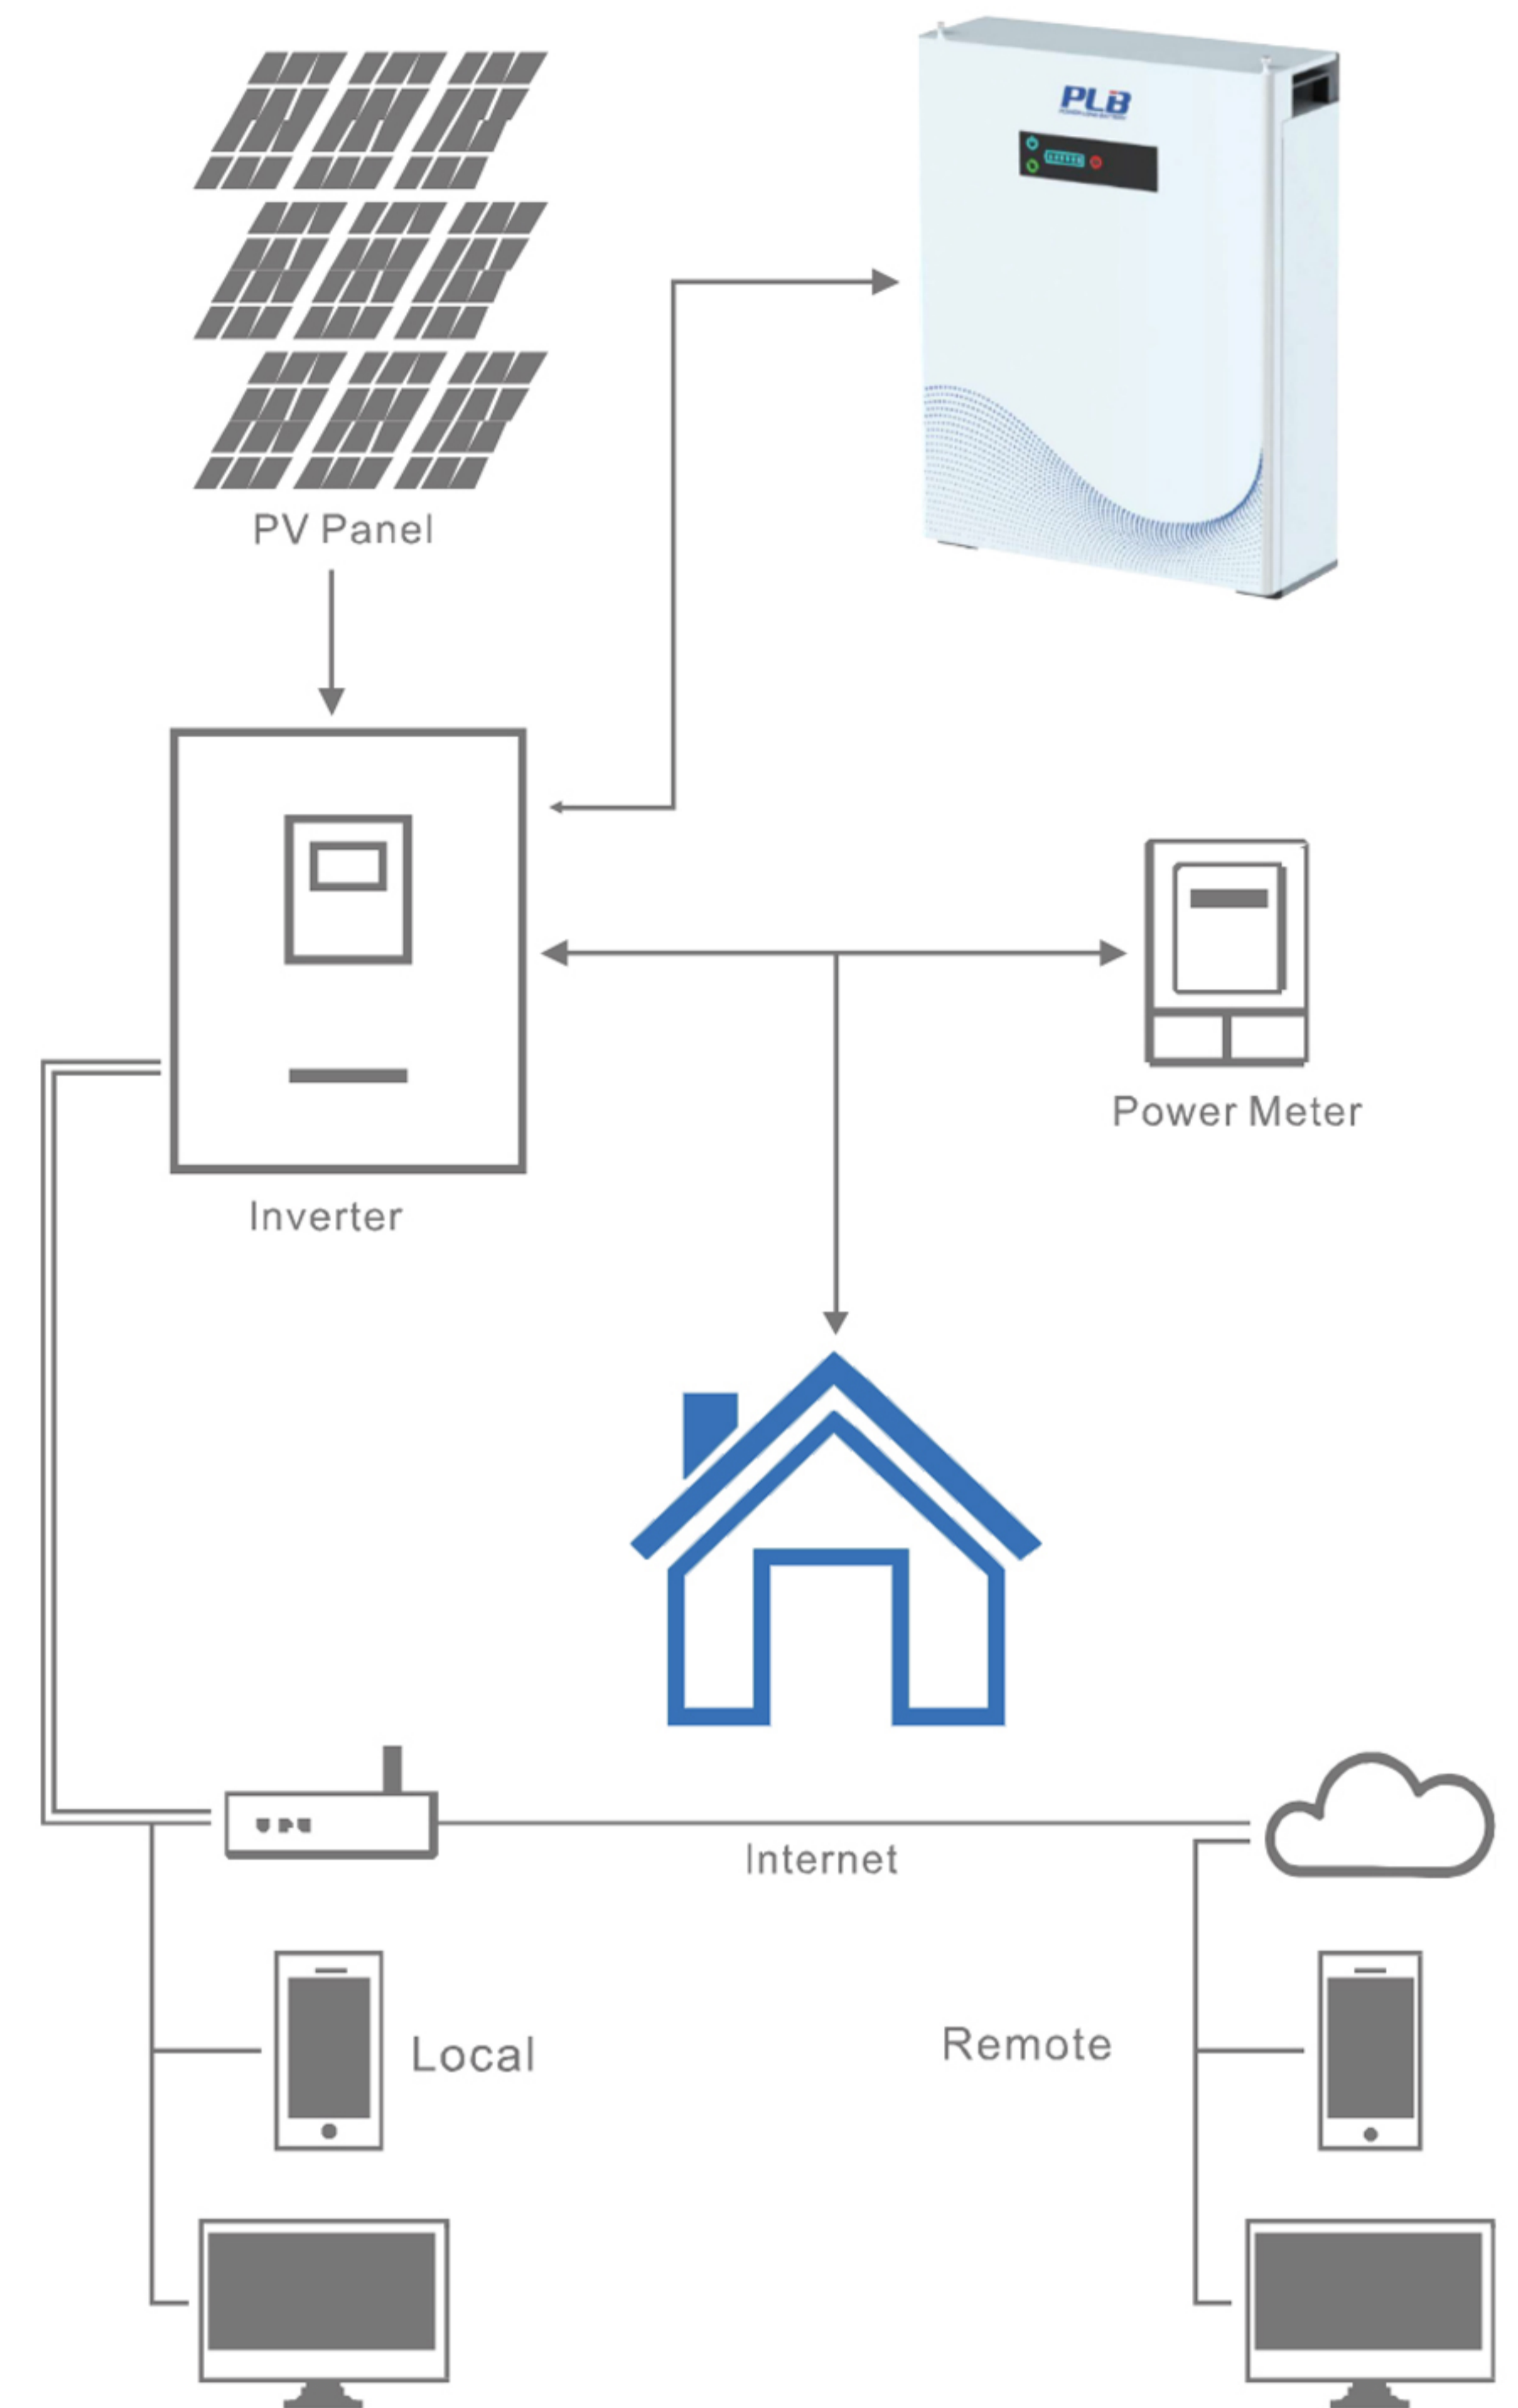 PLB
PV Panel
Power Meter
Inverter
Internet
Local
Remote